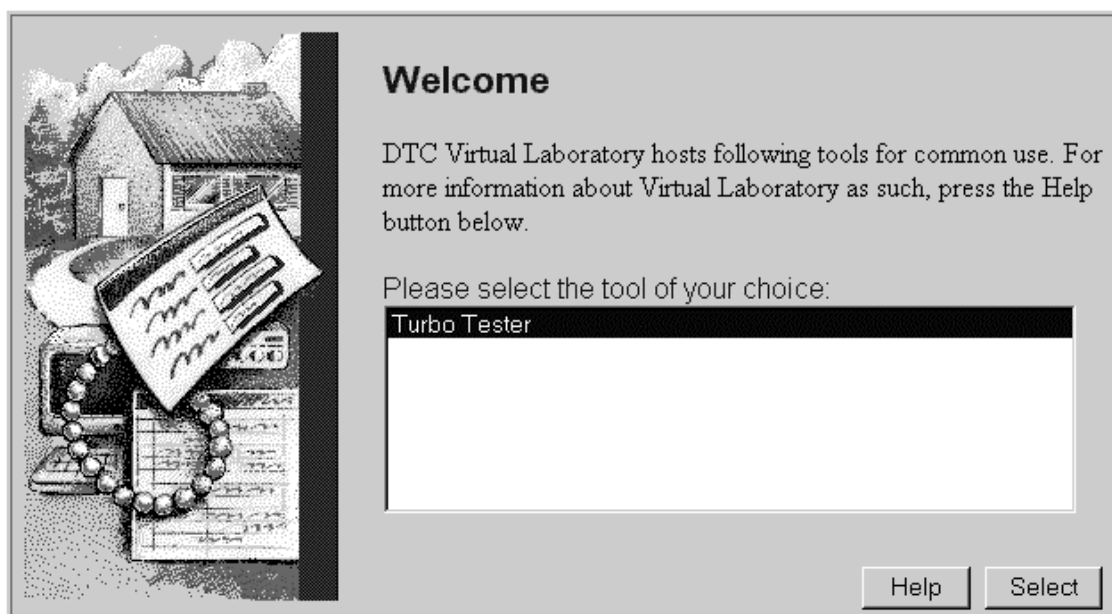 Welcome
DTC Virtual Laboratory hosts following tools for common use. For
more information about Virtual Laboratory as such, press the Help
button below.
Please select the tool of your choice:
Turbo Tester
Help
Select